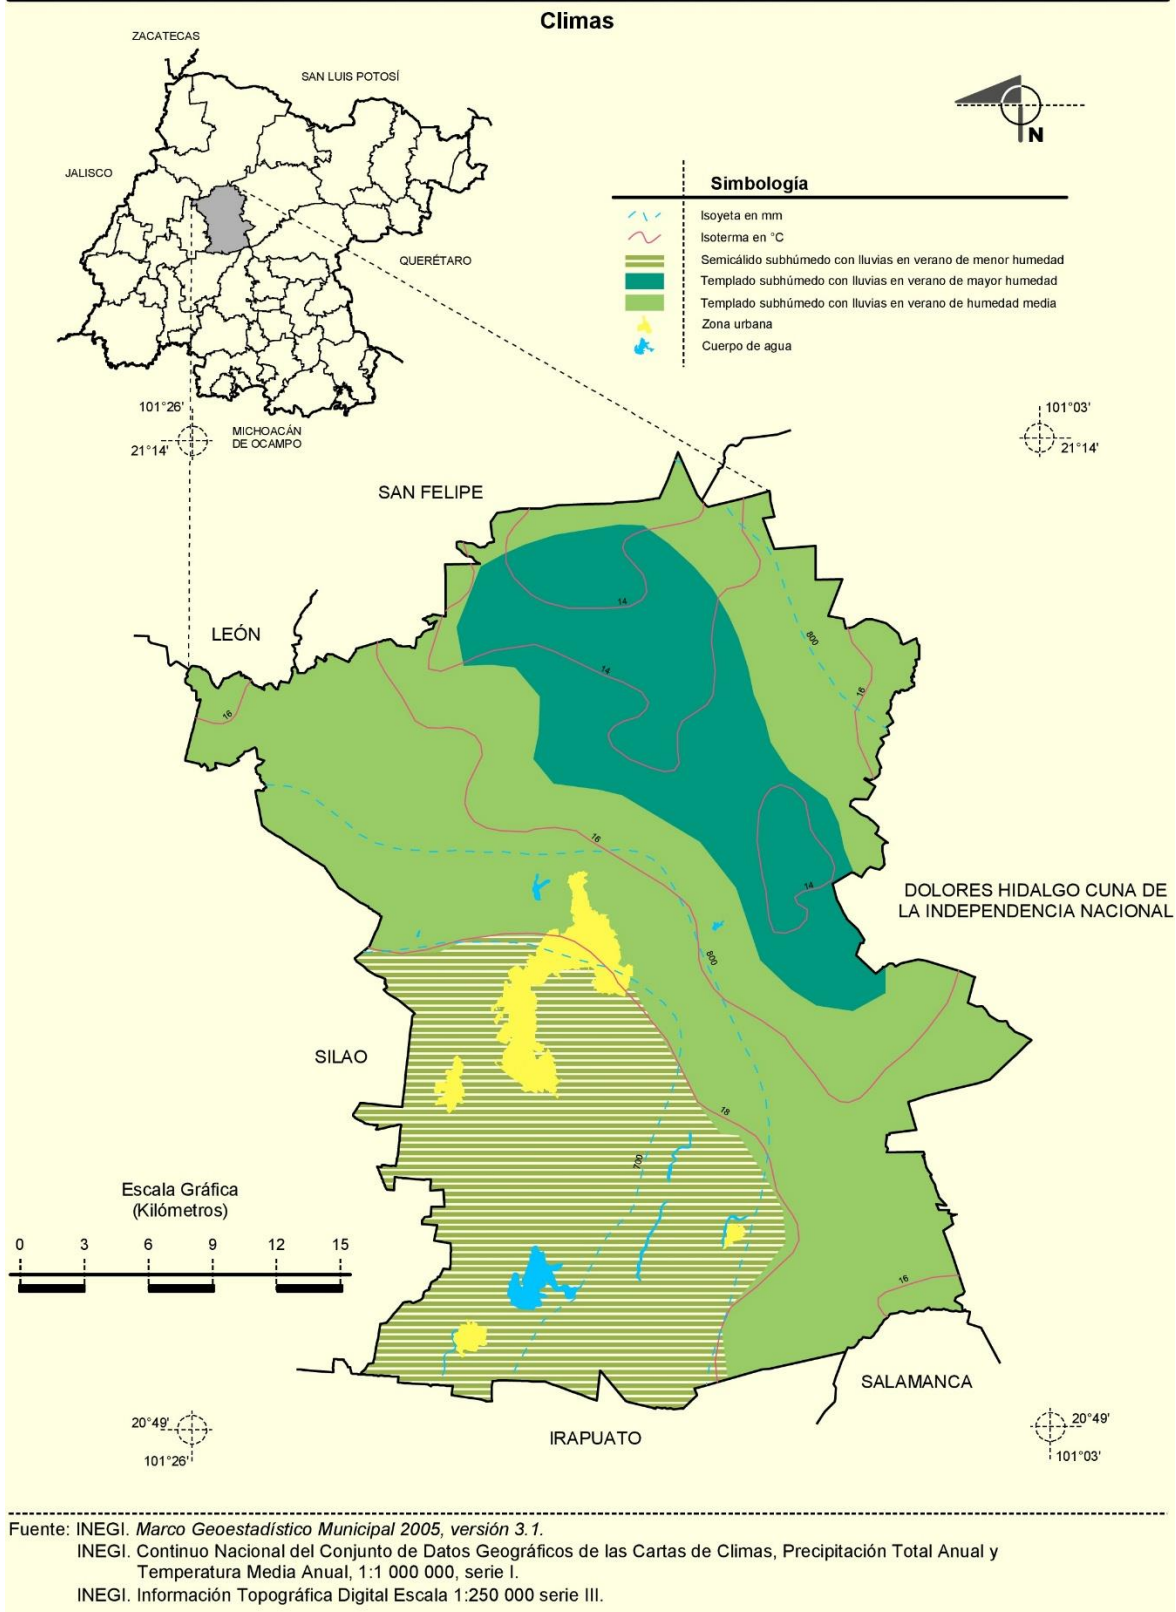 Climas
ZACATECAS
SAN LUIS POTOSÍ
JALISCO
QUERÉTARO
MICHOACÁN
DE OCAMPO
N
Simbología
Isoyeta en mm
Isoterma en °C
Semicálido subhúmedo con lluvias en verano de menor humedad
Templado subhúmedo con lluvias en verano de mayor humedad
Templado subhúmedo con lluvias en verano de humedad media
Zona urbana
Cuerpo de agua
101°26'
21°14'
101°03'
21°14'
SAN FELIPE
LEÓN
14
800
14
16
16
16
14
DOLORES HIDALGO CUNA DE
LA INDEPENDENCIA NACIONAL
800
SILAO
18
700
Escala Gráfica
(Kilómetros)
0 3 6 9 12 15
16
SALAMANCA
IRAPUATO
20°49'
101°26'
20°49'
101°03'
Fuente: INEGI. Marco Geoestadístico Municipal 2005, versión 3.1.
INEGI. Continuo Nacional del Conjunto de Datos Geográficos de las Cartas de Climas, Precipitación Total Anual y
Temperatura Media Anual, 1:1 000 000, serie I.
INEGI. Información Topográfica Digital Escala 1:250 000 serie III.